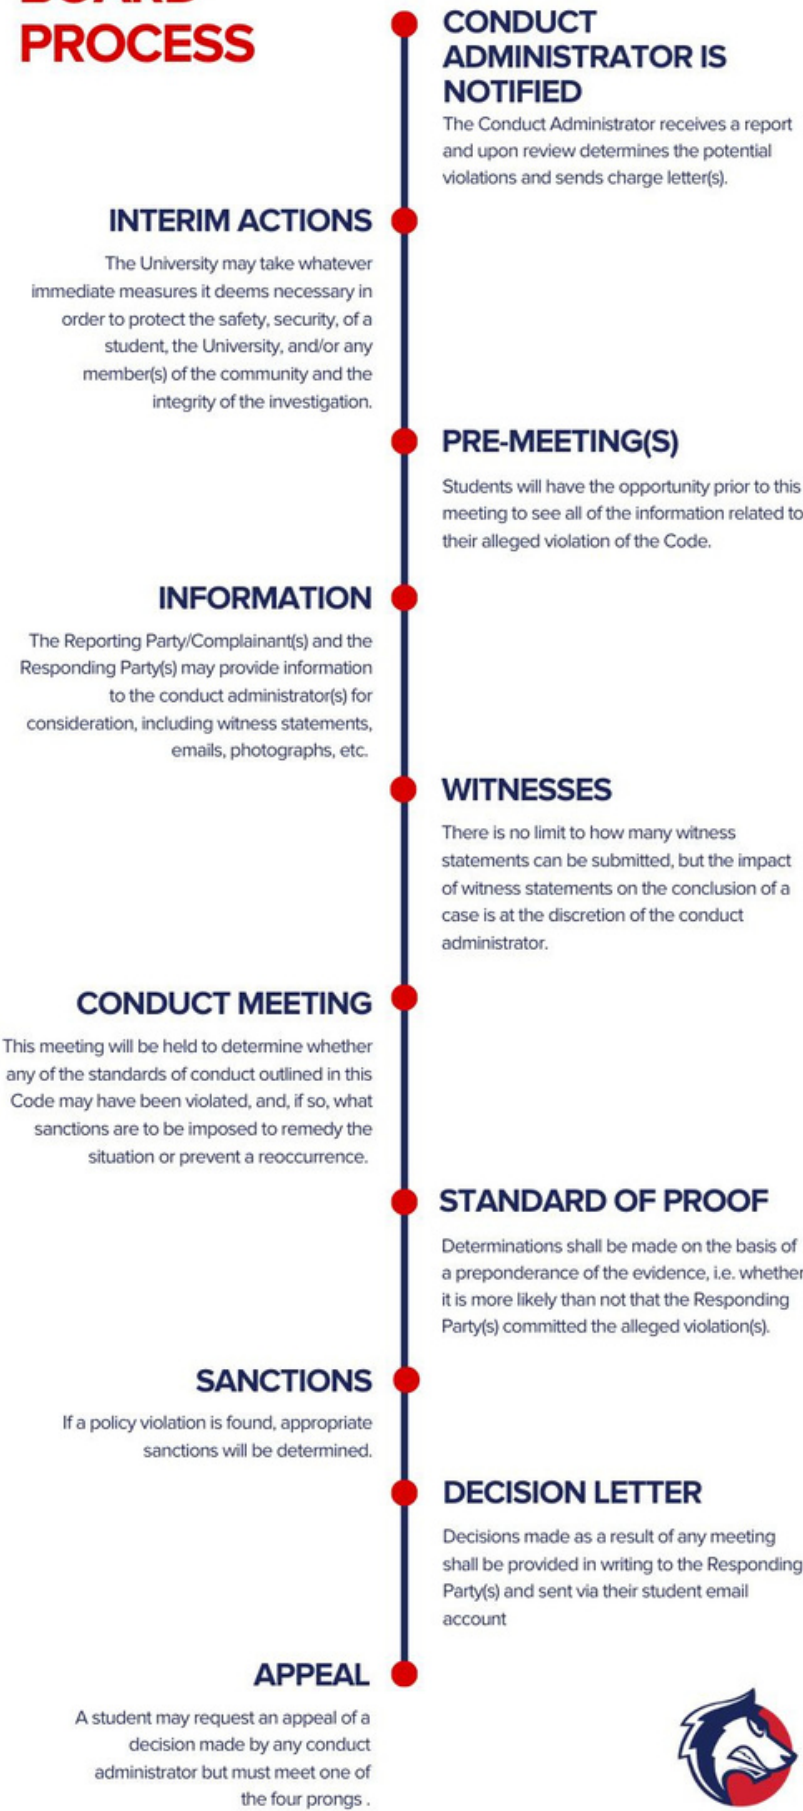 PROCESS
CONDUCT
ADMINISTRATOR IS
NOTIFIED
The Conduct Administrator receives a report
and upon review determines the potential
violations and sends charge letter(s).
INTERIM ACTIONS
The University may take whatever
immediate measures it deems necessary in
order to protect the safety, security, of a
student, the University, and/or any
member(s) of the community and the
integrity of the investigation.
PRE-MEETING(S)
Students will have the opportunity prior to this
meeting to see all of the information related to
their alleged violation of the Code.
INFORMATION
The Reporting Party/Complainant(s) and the
Responding Party(s) may provide information
to the conduct administrator(s) for
consideration, including witness statements,
emails, photographs, etc.
WITNESSES
There is no limit to how many witness
statements can be submitted, but the impact
of witness statements on the conclusion of a
case is at the discretion of the conduct
administrator.
CONDUCT MEETING
This meeting will be held to determine whether
any of the standards of conduct outlined in this
Code may have been violated, and, if so, what
sanctions are to be imposed to remedy the
situation or prevent a reoccurrence.
STANDARD OF PROOF
Determinations shall be made on the basis of
a preponderance of the evidence, i.e. whether
it is more likely than not that the Responding
Party(s) committed the alleged violation(s).
SANCTIONS
If a policy violation is found, appropriate
sanctions will be determined.
DECISION LETTER
Decisions made as a result of any meeting
shall be provided in writing to the Responding
Party(s) and sent via their student email
account
APPEAL
A student may request an appeal of a
decision made by any conduct
administrator but must meet one of
the four prongs .